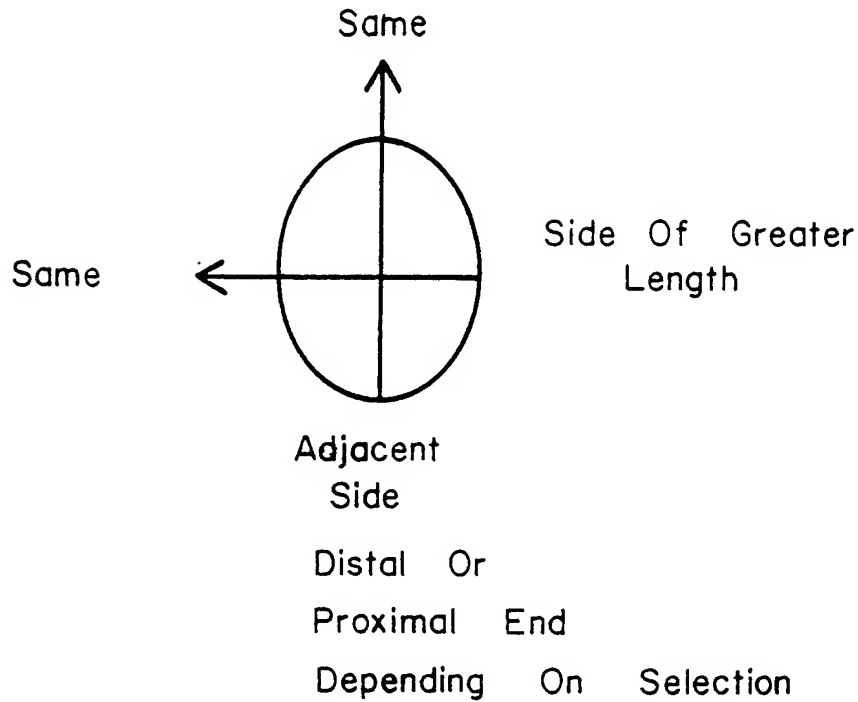 Same
Side Of Greater
Length
Same
Adjacent
Side
Distal Or
Proximal End
Depending On Selection